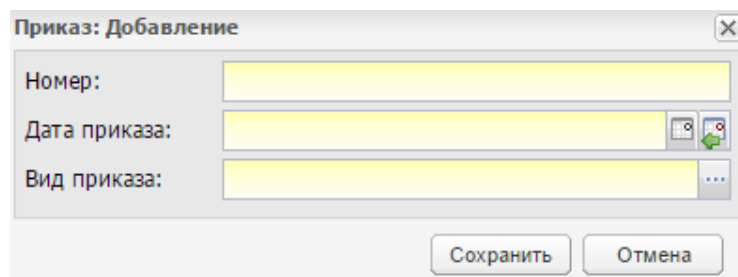 Приказ: Добавление
Номер:
Дата приказа:
Вид приказа:
...
Сохранить
Отмена